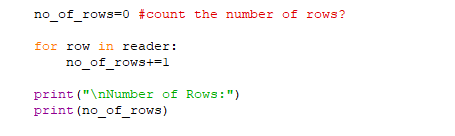 no_of_rows=0 #count the number of rows?
for row in reader:
    no_of_rows+=1
print("\nNumber of Rows:")
print(no_of_rows)